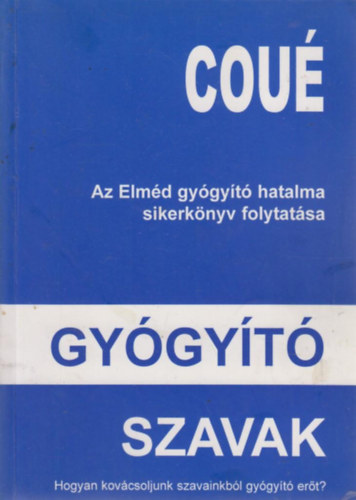 COUÉ
Az Elméd gyógyító hatalma
sikerkönyv folytatása
GYÓGYÍTÓ
SZAVAK
Hogyan kovácsoljunk szavainkból gyógyító erőt?